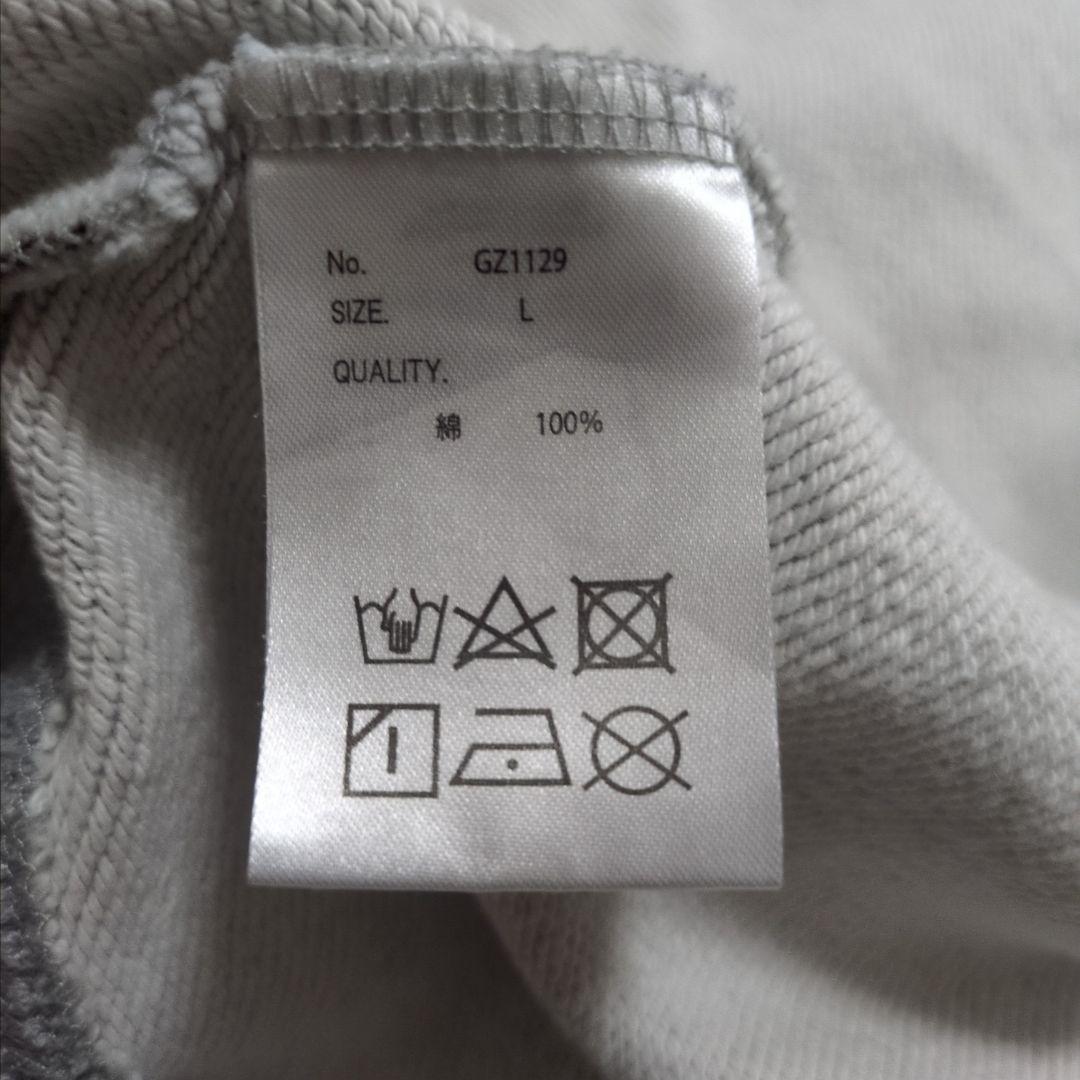 No. GZ1129
SIZE. L
QUALITY.
綿 100%